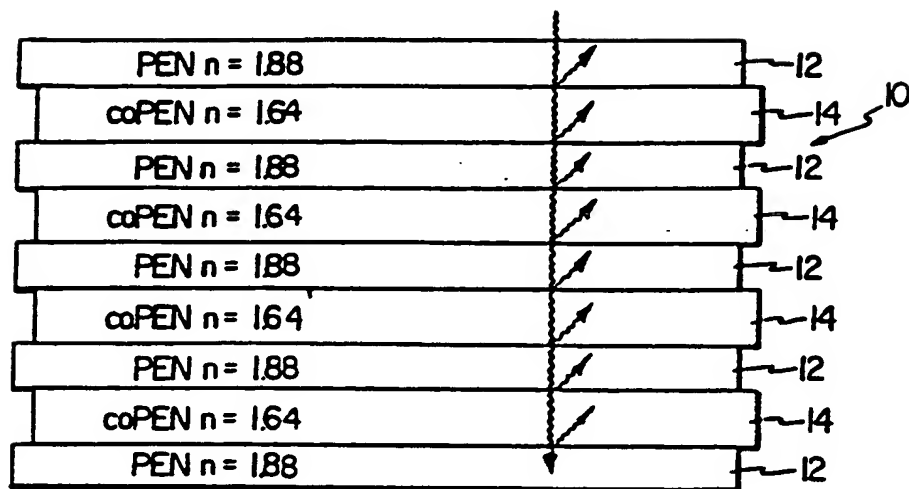 PEN n = 1.88 12
coPEN n = 1.64 14 10
PEN n = 1.88 12
coPEN n = 1.64 14
PEN n = 1.88 12
coPEN n = 1.64 14
PEN n = 1.88 12
coPEN n = 1.64 14
PEN n = 1.88 12